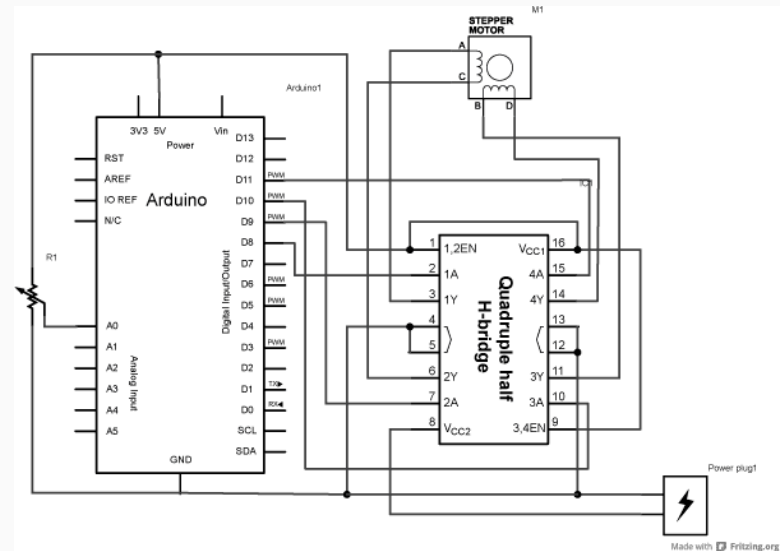 M1
STEPPER
MOTOR
A
C
B
D
Arduino1
3V3 5V
Vin
Power
D13
RST
D12
AREF
D11
PWM
IO REF
Arduino
D10
PWM
N/C
D9
PWM
D8
D7
D6
PWM
D5
PWM
D4
D3
PWM
D2
D1
TX
D0
RX
SCL
SDA
Digital Input/Output
R1
A0
A1
A2
A3
A4
A5
Analog Input
GND
1
1,2EN
VCC1
16
2
1A
4A
15
3
1Y
4Y
14
4
13
5
12
6
2Y
3Y
11
7
2A
3A
10
8
VCC2
3,4EN
9
Quadruple half
H-bridge
Power plug1
Made with Fritzing.org